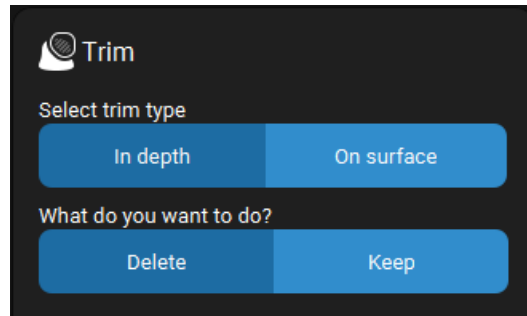 Trim
Select trim type
In depth On surface
What do you want to do?
Delete Keep